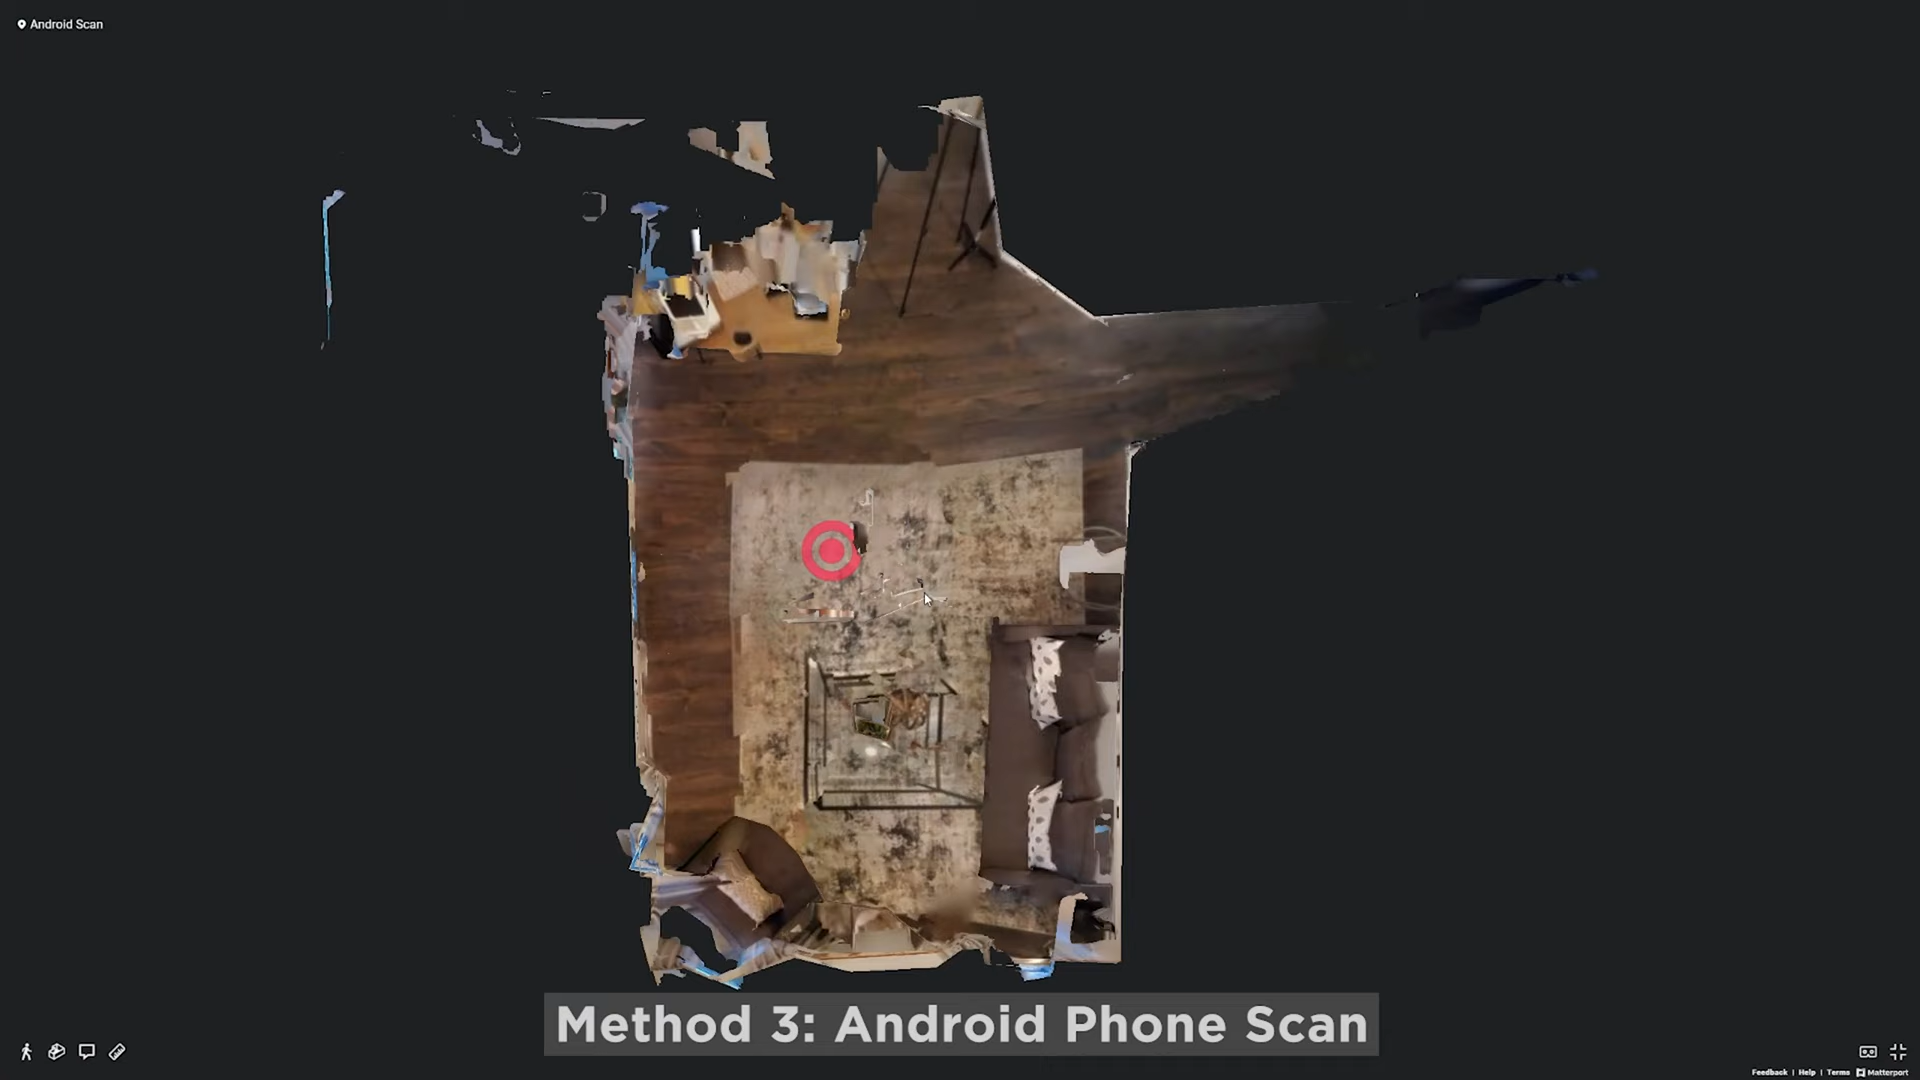 Android Scan
Method 3: Android Phone Scan
Feedback | Help | Terms Matterport